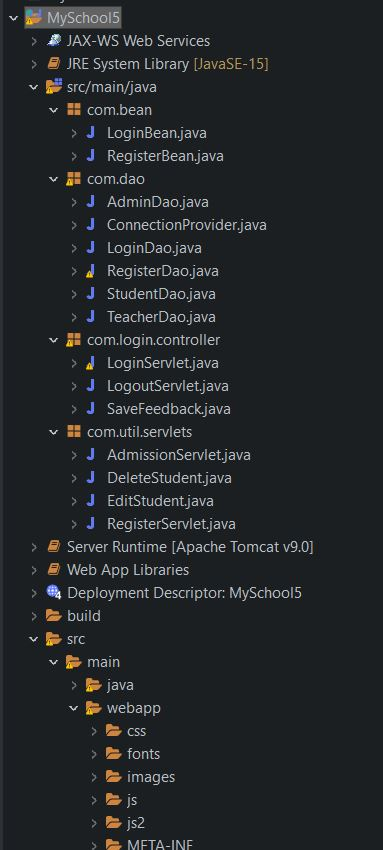 MySchool5
JAX-WS Web Services
JRE System Library [JavaSE-15]
src/main/java
com.bean
LoginBean.java
RegisterBean.java
com.dao
AdminDao.java
ConnectionProvider.java
LoginDao.java
RegisterDao.java
StudentDao.java
TeacherDao.java
com.login.controller
LoginServlet.java
LogoutServlet.java
SaveFeedback.java
com.util.servlets
AdmissionServlet.java
DeleteStudent.java
EditStudent.java
RegisterServlet.java
Server Runtime [Apache Tomcat v9.0]
Web App Libraries
Deployment Descriptor: MySchool5
build
src
main
java
webapp
css
fonts
images
js
js2
META-INF